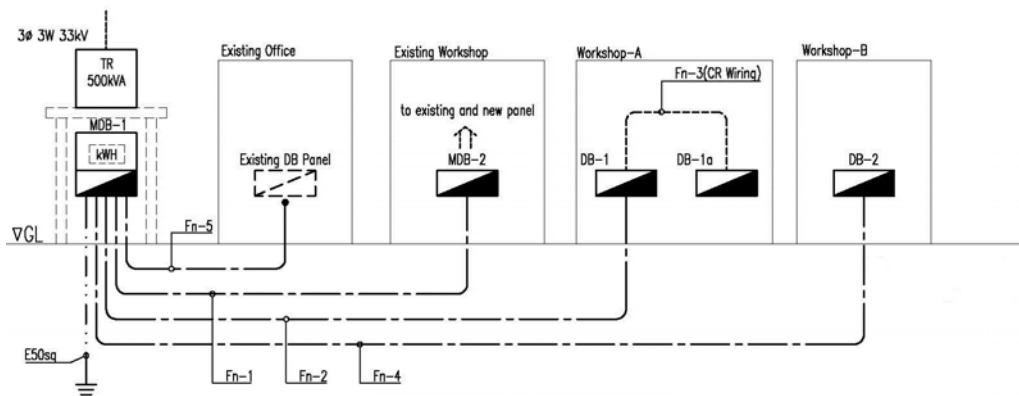 3ø 3W 33kV
TR
500kVA
MDB-1
kWH
Existing Office
Existing DB Panel
Existing Workshop
to existing and new panel
MDB-2
Workshop-A
Fn-3(CR Wiring)
DB-1
DB-1a
Workshop-B
DB-2
▽GL
Fn-5
E50sq
Fn-1
Fn-2
Fn-4